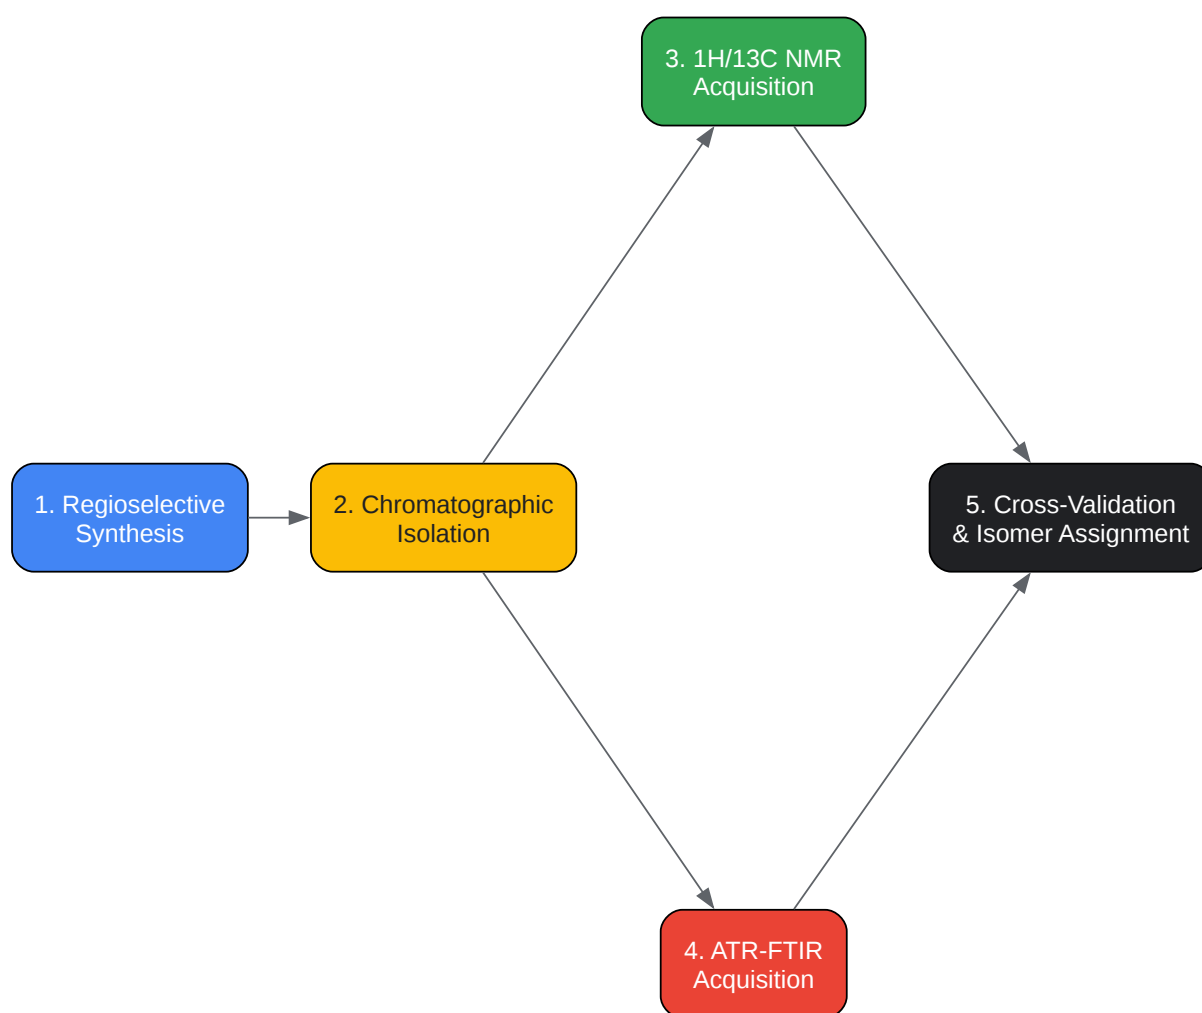 3. 1H/13C NMR
Acquisition
1. Regioselective
Synthesis
2. Chromatographic
Isolation
5. Cross-Validation
& Isomer Assignment
4. ATR-FTIR
Acquisition